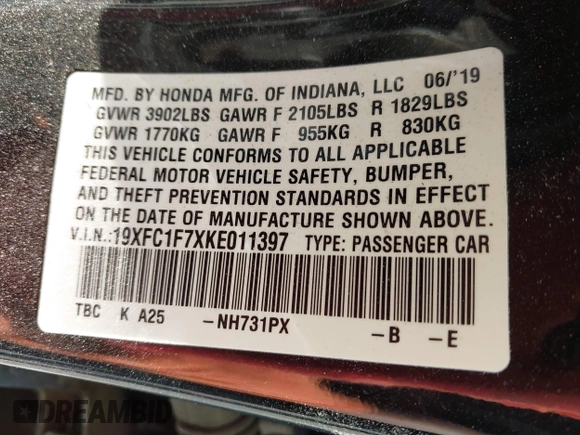 MFD. BY HONDA MFG. OF INDIANA, LLC 06/'19
GVWR 3902LBS GAWR F 2105LBS R 1829LBS
GVWR 1770KG GAWR F 955KG R 830KG
THIS VEHICLE CONFORMS TO ALL APPLICABLE
FEDERAL MOTOR VEHICLE SAFETY, BUMPER,
AND THEFT PREVENTION STANDARDS IN EFFECT
ON THE DATE OF MANUFACTURE SHOWN ABOVE.
V.I.N.:19XFC1F7XKE011397 TYPE: PASSENGER CAR
TBC K A25 -NH731PX -B -E
DREAMBID